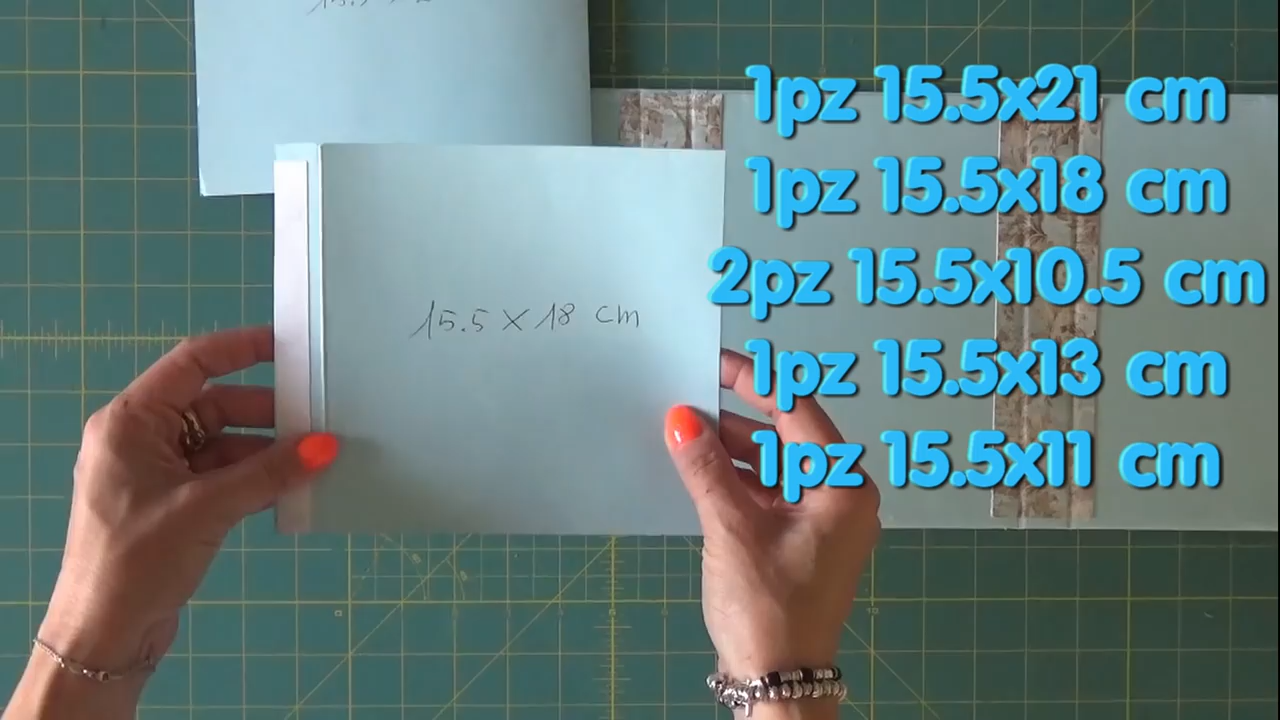 1pz 15.5x21 cm
1pz 15.5x18 cm
2pz 15.5x10.5 cm
1pz 15.5x13 cm
1pz 15.5x11 cm
15.5 x 18 cm